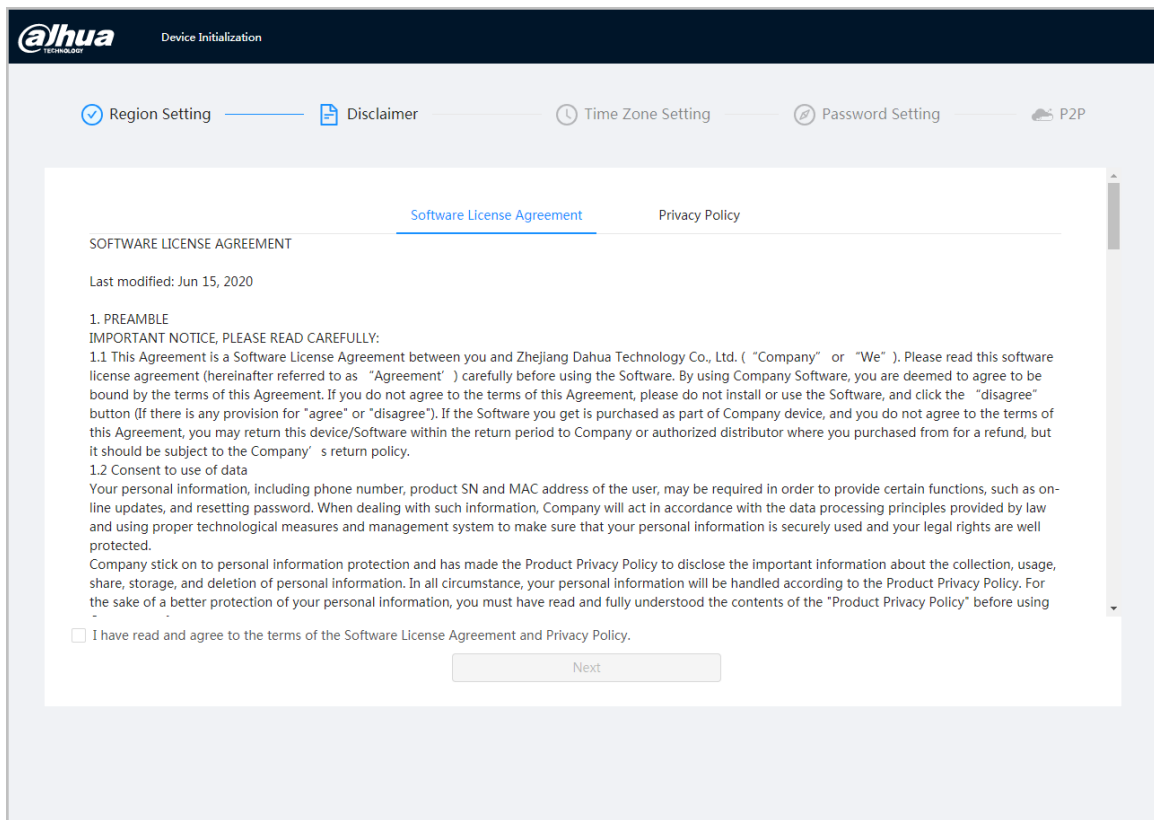 alhua
TECHNOLOGY
Device Initialization
Region Setting
Disclaimer
Time Zone Setting
Password Setting
P2P
Software License Agreement
Privacy Policy
SOFTWARE LICENSE AGREEMENT
Last modified: Jun 15, 2020
1. PREAMBLE
IMPORTANT NOTICE, PLEASE READ CAREFULLY:
1.1 This Agreement is a Software License Agreement between you and Zhejiang Dahua Technology Co., Ltd. ( “Company” or “We” ). Please read this software
license agreement (hereinafter referred to as “Agreement’ ) carefully before using the Software. By using Company Software, you are deemed to agree to be
bound by the terms of this Agreement. If you do not agree to the terms of this Agreement, please do not install or use the Software, and click the “disagree”
button (If there is any provision for "agree" or "disagree"). If the Software you get is purchased as part of Company device, and you do not agree to the terms of
this Agreement, you may return this device/Software within the return period to Company or authorized distributor where you purchased from for a refund, but
it should be subject to the Company’ s return policy.
1.2 Consent to use of data
Your personal information, including phone number, product SN and MAC address of the user, may be required in order to provide certain functions, such as on-
line updates, and resetting password. When dealing with such information, Company will act in accordance with the data processing principles provided by law
and using proper technological measures and management system to make sure that your personal information is securely used and your legal rights are well
protected.
Company stick on to personal information protection and has made the Product Privacy Policy to disclose the important information about the collection, usage,
share, storage, and deletion of personal information. In all circumstance, your personal information will be handled according to the Product Privacy Policy. For
the sake of a better protection of your personal information, you must have read and fully understood the contents of the "Product Privacy Policy" before using
I have read and agree to the terms of the Software License Agreement and Privacy Policy.
Next